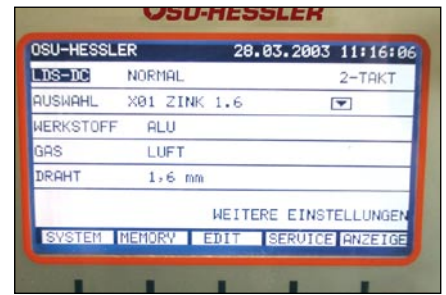 OSU-HESSLER
OSU-HESSLER 28.03.2003 11:16:06
LDS-DC NORMAL 2-TAKT
AUSWAHL X01 ZINK 1.6
WERKSTOFF ALU
GAS LUFT
DRAHT 1,6 mm
WEITERE EINSTELLUNGEN
SYSTEM MEMORY EDIT SERVICE ANZEIGE